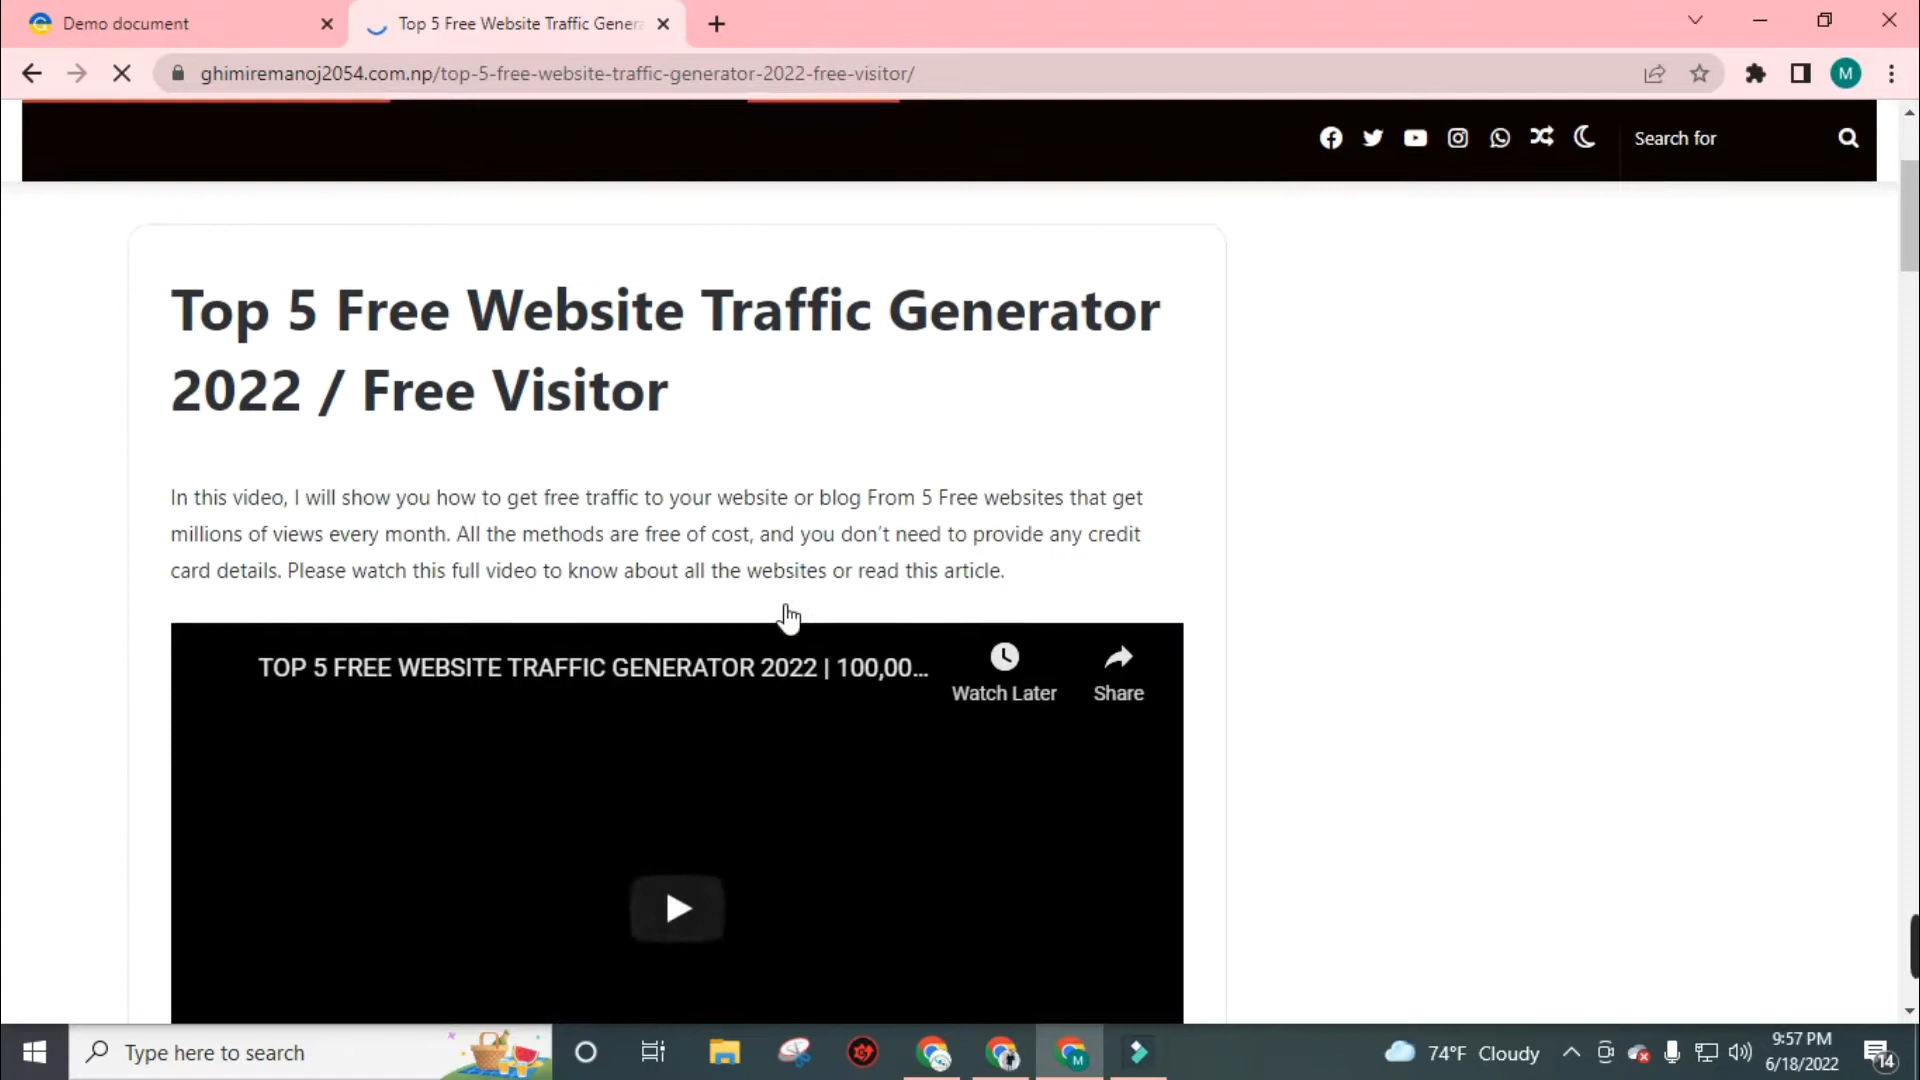 Demo document
Top 5 Free Website Traffic Genera
ghimiremanoj2054.com.np/top-5-free-website-traffic-generator-2022-free-visitor/
M
Search for
Top 5 Free Website Traffic Generator
2022 / Free Visitor
In this video, I will show you how to get free traffic to your website or blog From 5 Free websites that get
millions of views every month. All the methods are free of cost, and you don’t need to provide any credit
card details. Please watch this full video to know about all the websites or read this article.
TOP 5 FREE WEBSITE TRAFFIC GENERATOR 2022 | 100,00...
Watch Later
Share
Type here to search
M
74°F Cloudy
9:57 PM
6/18/2022
14